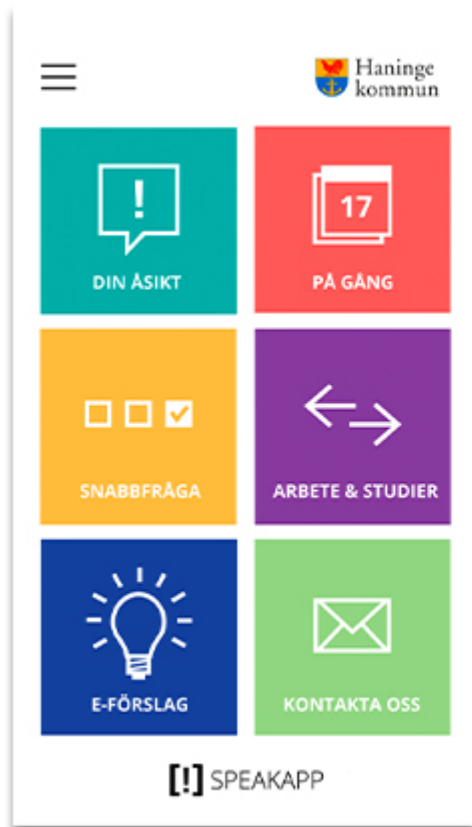 Haninge
kommun
!
17
DIN ÅSIKT
PÅ GÅNG
SNABBFRÅGA
ARBETE & STUDIER
E-FÖRSLAG
KONTAKTA OSS
[!] SPEAKAPP